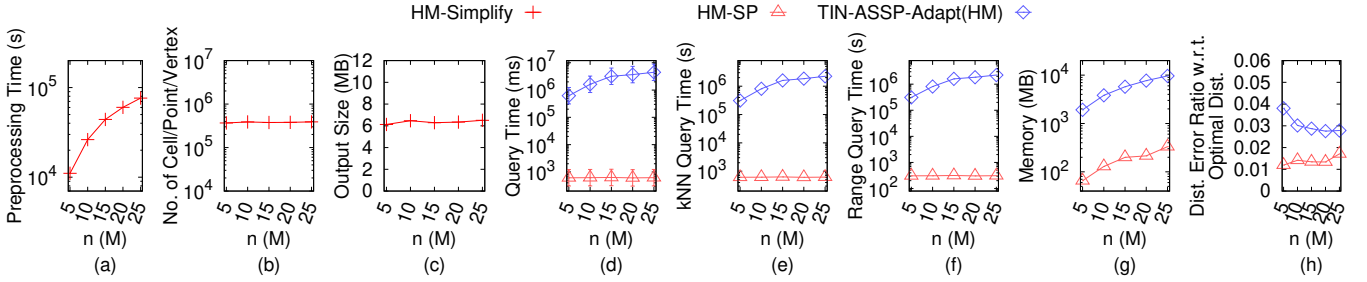 HM-Simplify HM-SP TIN-ASSP-Adapt(HM)
Preprocessing Time (s)
10^5
10^4
5 10 15 20 25
n (M)
(a)
No. of Cell/Point/Vertex
10^7
10^6
10^5
10^4
5 10 15 20 25
n (M)
(b)
Output Size (MB)
12
10
8
6
4
2
0
5 10 15 20 25
n (M)
(c)
Query Time (ms)
10^7
10^6
10^5
10^4
10^3
5 10 15 20 25
n (M)
(d)
kNN Query Time (s)
10^6
10^5
10^4
10^3
5 10 15 20 25
n (M)
(e)
Range Query Time (s)
10^6
10^5
10^4
10^3
10^2
5 10 15 20 25
n (M)
(f)
Memory (MB)
10^4
10^3
10^2
5 10 15 20 25
n (M)
(g)
Dist. Error Ratio w.r.t.
Optimal Dist.
0.06
0.05
0.04
0.03
0.02
0.01
0
5 10 15 20 25
n (M)
(h)